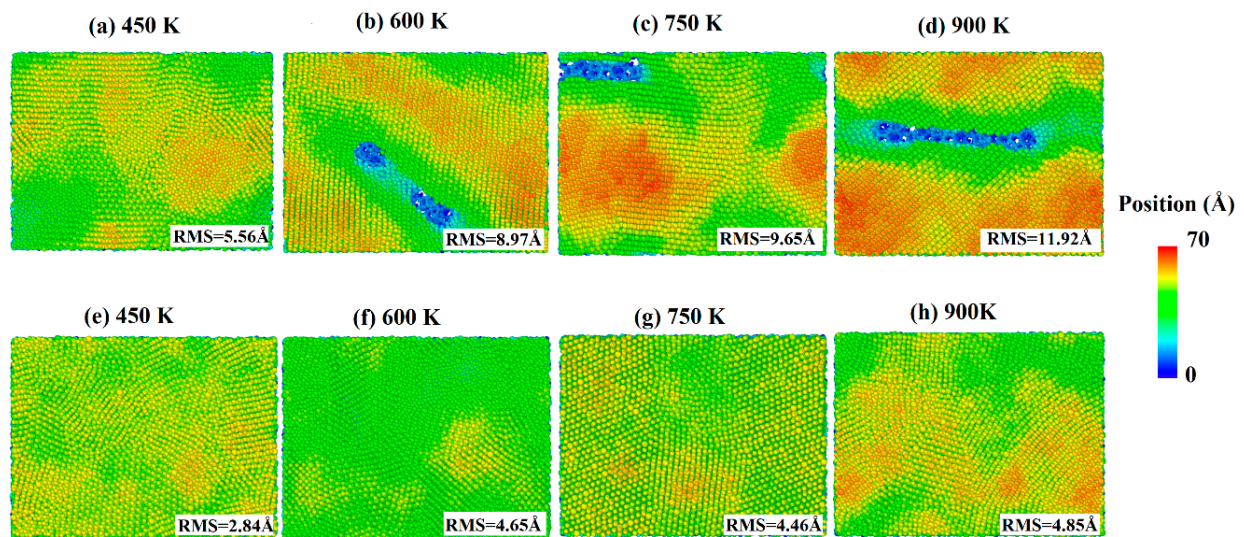 (a) 450 K
(b) 600 K
(c) 750 K
(d) 900 K
RMS=5.56Å
RMS=8.97Å
RMS=9.65Å
RMS=11.92Å
Position (Å)
70
0
(e) 450 K
(f) 600 K
(g) 750 K
(h) 900K
RMS=2.84Å
RMS=4.65Å
RMS=4.46Å
RMS=4.85Å